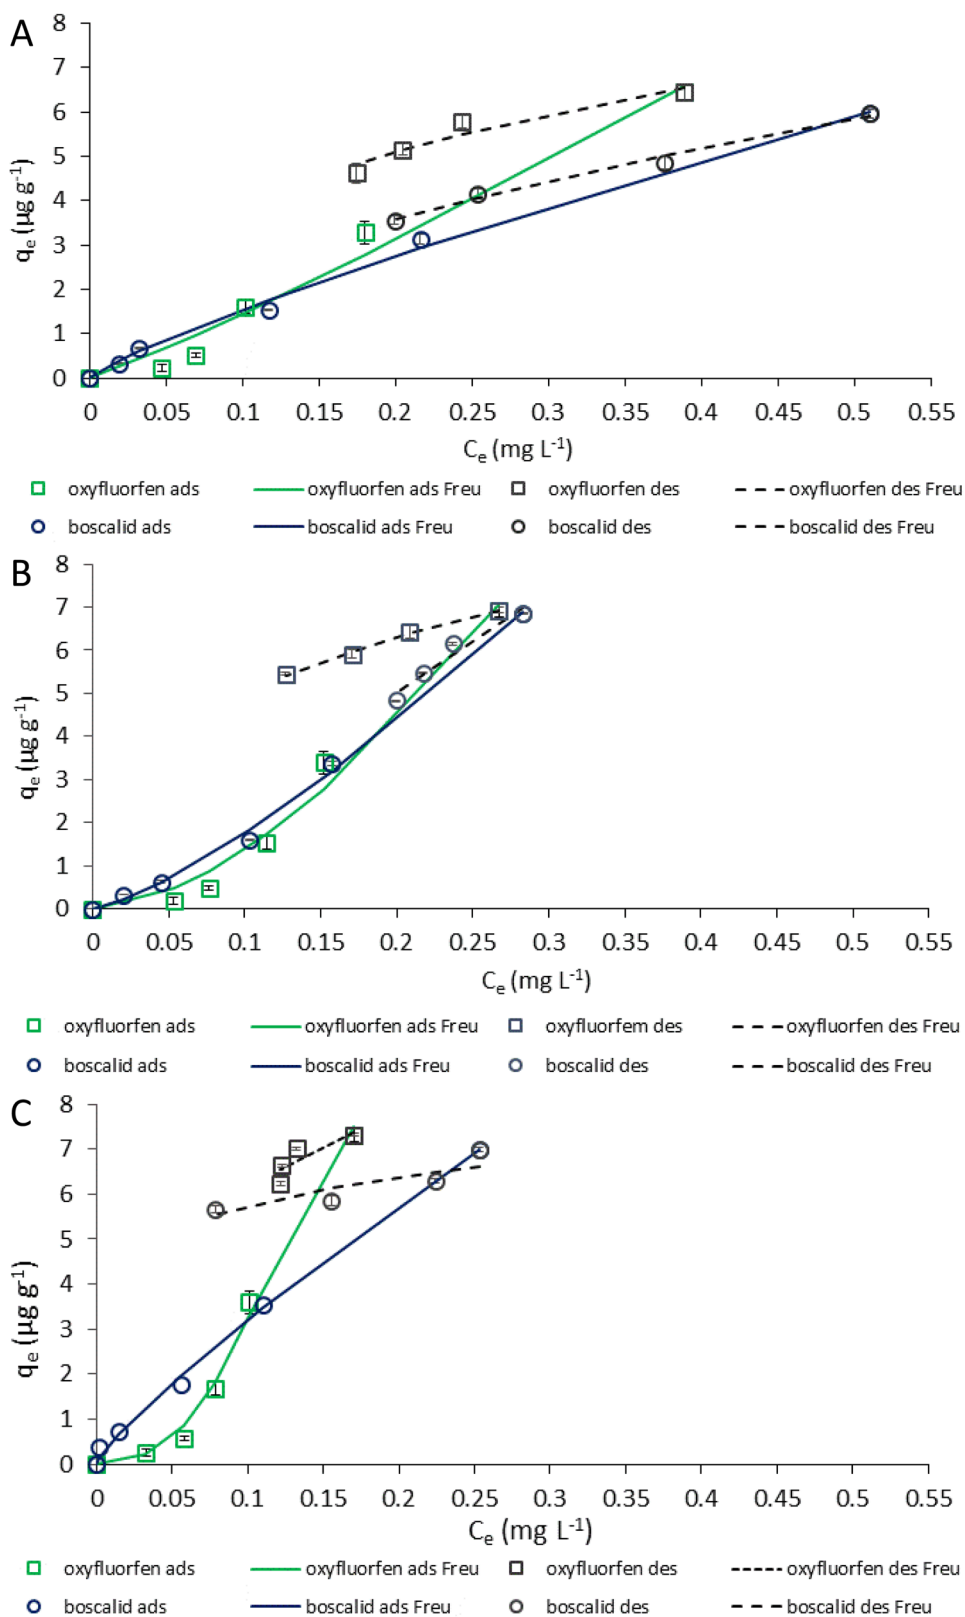 A
8
7
6
5
4
3
2
1
0
qe (µg g-1)
0 0.05 0.1 0.15 0.2 0.25 0.3 0.35 0.4 0.45 0.5 0.55
Ce (mg L-1)
oxyfluorfen ads oxyfluorfen ads Freu oxyfluorfen des oxyfluorfen des Freu
boscalid ads boscalid ads Freu boscalid des boscalid des Freu
B
8
7
6
5
4
3
2
1
0
qe (µg g-1)
0 0.05 0.1 0.15 0.2 0.25 0.3 0.35 0.4 0.45 0.5 0.55
Ce (mg L-1)
oxyfluorfen ads oxyfluorfen ads Freu oxyfluorfem des oxyfluorfen des Freu
boscalid ads boscalid ads Freu boscalid des boscalid des Freu
C
8
7
6
5
4
3
2
1
0
qe (µg g-1)
0 0.05 0.1 0.15 0.2 0.25 0.3 0.35 0.4 0.45 0.5 0.55
Ce (mg L-1)
oxyfluorfen ads oxyfluorfen ads Freu oxyfluorfen des oxyfluorfen des Freu
boscalid ads boscalid ads Freu boscalid des boscalid des Freu